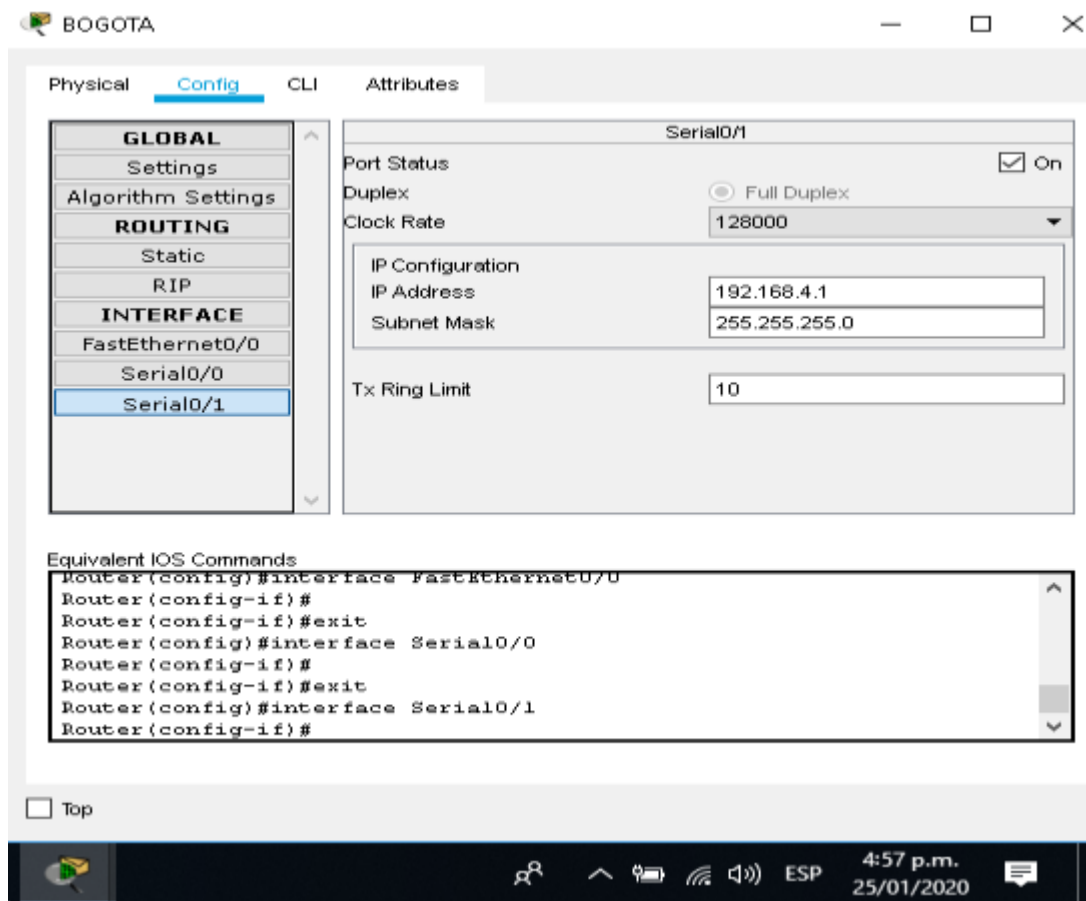 BOGOTA
Physical Config CLI Attributes
GLOBAL
Settings
Algorithm Settings
ROUTING
Static
RIP
INTERFACE
FastEthernet0/0
Serial0/0
Serial0/1
Serial0/1
Port Status On
Duplex Full Duplex
Clock Rate 128000
IP Configuration
IP Address 192.168.4.1
Subnet Mask 255.255.255.0
Tx Ring Limit 10
Equivalent IOS Commands
Router(config)#interface FastEthernet0/0
Router(config-if)#
Router(config-if)#exit
Router(config)#interface Serial0/0
Router(config-if)#
Router(config-if)#exit
Router(config)#interface Serial0/1
Router(config-if)#
Top
ESP
4:57 p.m.
25/01/2020